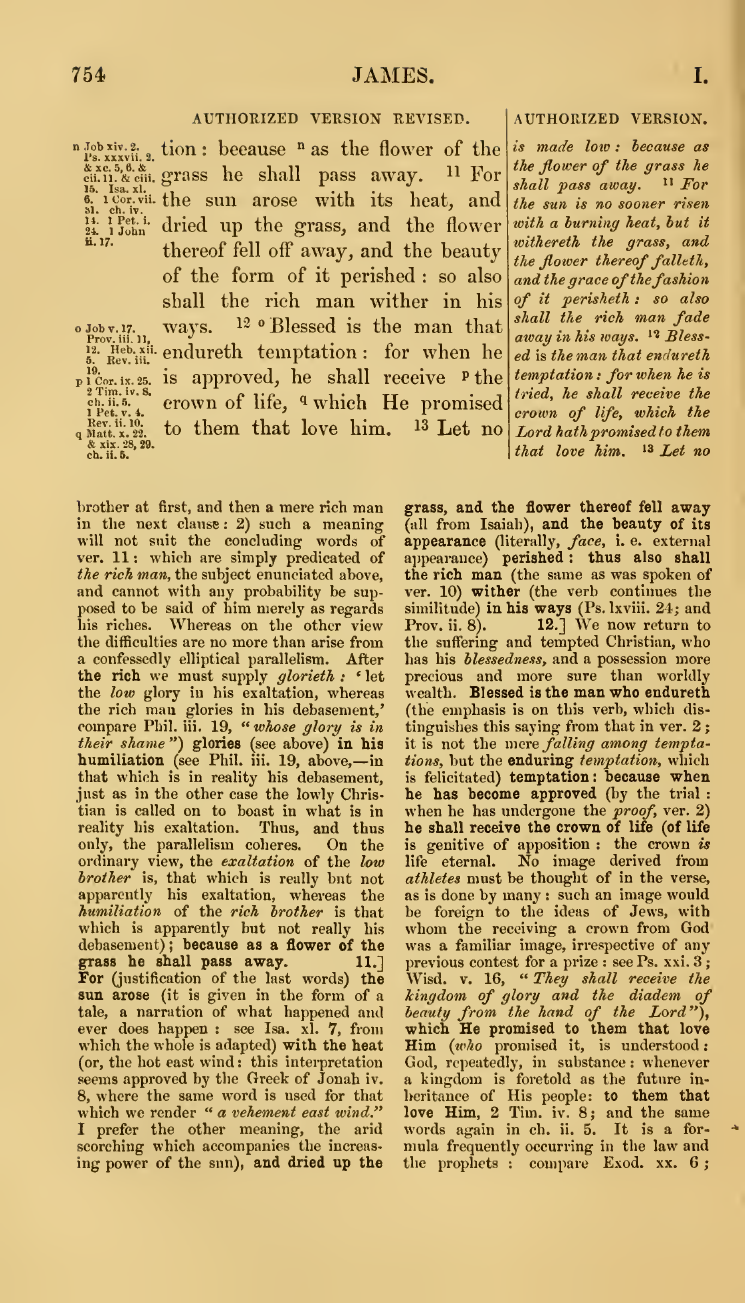 754
JAMES.
I.
AUTHORIZED VERSION REVISED.
n Job xiv. 2.
Ps. xxxvii. 2.
& xc. 5, 6. &
cii. 11. & ciii.
15. Isa. xl.
6. 1 Cor. vii.
31. ch. iv.
14. 1 Pet. i.
24. 1 John
ii. 17.
o Job v. 17.
Prov. iii. 11,
12. Heb. xii.
5. Rev. iii.
19.
p 1 Cor. ix. 25.
2 Tim. iv. 8.
ch. ii. 5.
1 Pet. v. 4.
Rev. ii. 10.
q Matt. x. 22.
& xix. 28, 29.
ch. ii. 5.
tion : because n as the flower of the
grass he shall pass away. 11 For
the sun arose with its heat, and
dried up the grass, and the flower
thereof fell off away, and the beauty
of the form of it perished : so also
shall the rich man wither in his
ways. 12 o Blessed is the man that
endureth temptation : for when he
is approved, he shall receive p the
crown of life, q which He promised
to them that love him. 13 Let no
AUTHORIZED VERSION.
is made low : because as
the flower of the grass he
shall pass away. 11 For
the sun is no sooner risen
with a burning heat, but it
withereth the grass, and
the flower thereof falleth,
and the grace of the fashion
of it perisheth : so also
shall the rich man fade
away in his ways. 12 Bless-
ed is the man that endureth
temptation : for when he is
tried, he shall receive the
crown of life, which the
Lord hath promised to them
that love him. 13 Let no
brother at first, and then a mere rich man
in the next clause : 2) such a meaning
will not suit the concluding words of
ver. 11 : which are simply predicated of
the rich man, the subject enunciated above,
and cannot with any probability be sup-
posed to be said of him merely as regards
his riches. Whereas on the other view
the difficulties are no more than arise from
a confessedly elliptical parallelism. After
the rich we must supply glorieth : ‘ let
the low glory in his exaltation, whereas
the rich man glories in his debasement,’
compare Phil. iii. 19, “ whose glory is in
their shame ”) glories (see above) in his
humiliation (see Phil. iii. 19, above,—in
that which is in reality his debasement,
just as in the other case the lowly Chris-
tian is called on to boast in what is in
reality his exaltation. Thus, and thus
only, the parallelism coheres. On the
ordinary view, the exaltation of the low
brother is, that which is really but not
apparently his exaltation, whereas the
humiliation of the rich brother is that
which is apparently but not really his
debasement) ; because as a flower of the
grass he shall pass away. 11.]
For (justification of the last words) the
sun arose (it is given in the form of a
tale, a narration of what happened and
ever does happen : see Isa. xl. 7, from
which the whole is adapted) with the heat
(or, the hot east wind : this interpretation
seems approved by the Greek of Jonah iv.
8, where the same word is used for that
which we render “ a vehement east wind.”
I prefer the other meaning, the arid
scorching which accompanies the increas-
ing power of the sun), and dried up the
grass, and the flower thereof fell away
(all from Isaiah), and the beauty of its
appearance (literally, face, i. e. external
appearance) perished : thus also shall
the rich man (the same as was spoken of
ver. 10) wither (the verb continues the
similitude) in his ways (Ps. lxviii. 24; and
Prov. ii. 8). 12.] We now return to
the suffering and tempted Christian, who
has his blessedness, and a possession more
precious and more sure than worldly
wealth. Blessed is the man who endureth
(the emphasis is on this verb, which dis-
tinguishes this saying from that in ver. 2 ;
it is not the mere falling among tempta-
tions, but the enduring temptation, which
is felicitated) temptation : because when
he has become approved (by the trial :
when he has undergone the proof, ver. 2)
he shall receive the crown of life (of life
is genitive of apposition : the crown is
life eternal. No image derived from
athletes must be thought of in the verse,
as is done by many : such an image would
be foreign to the ideas of Jews, with
whom the receiving a crown from God
was a familiar image, irrespective of any
previous contest for a prize : see Ps. xxi. 3 ;
Wisd. v. 16, “ They shall receive the
kingdom of glory and the diadem of
beauty from the hand of the Lord ”),
which He promised to them that love
Him (who promised it, is understood :
God, repeatedly, in substance : whenever
a kingdom is foretold as the future in-
heritance of His people: to them that
love Him, 2 Tim. iv. 8; and the same
words again in ch. ii. 5. It is a for-
mula frequently occurring in the law and
the prophets : compare Exod. xx. 6 ;